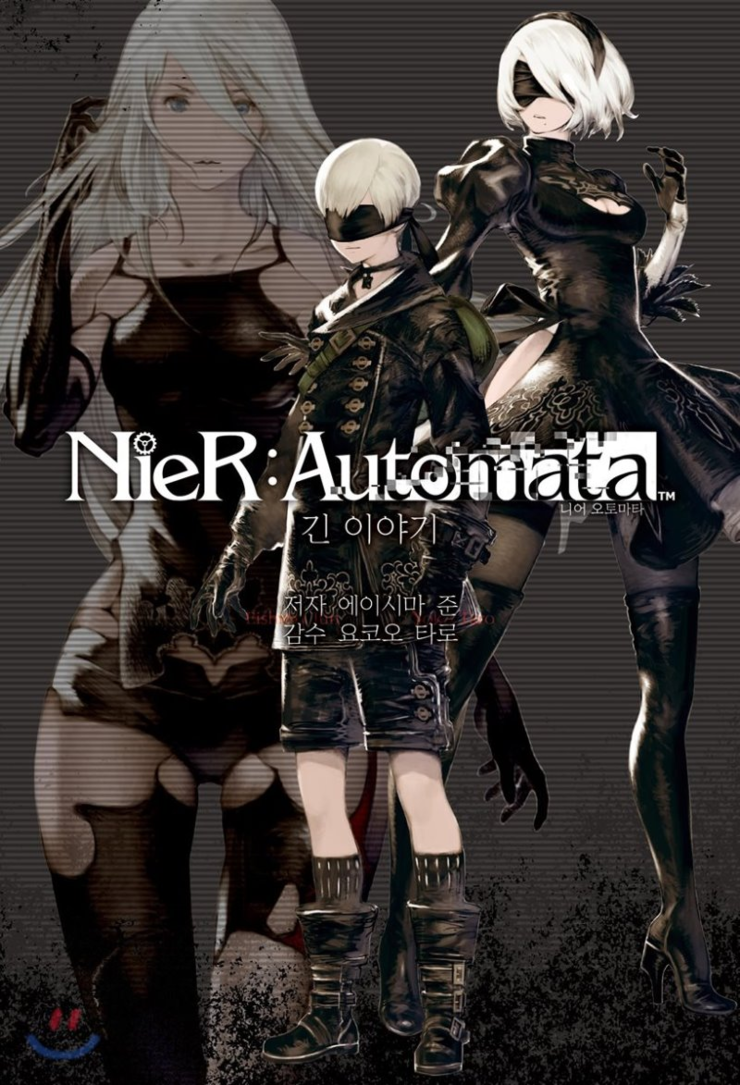 NieR:Automata™
니어 오토마타
긴 이야기
저자 에이시마 준
감수 요코오 타로